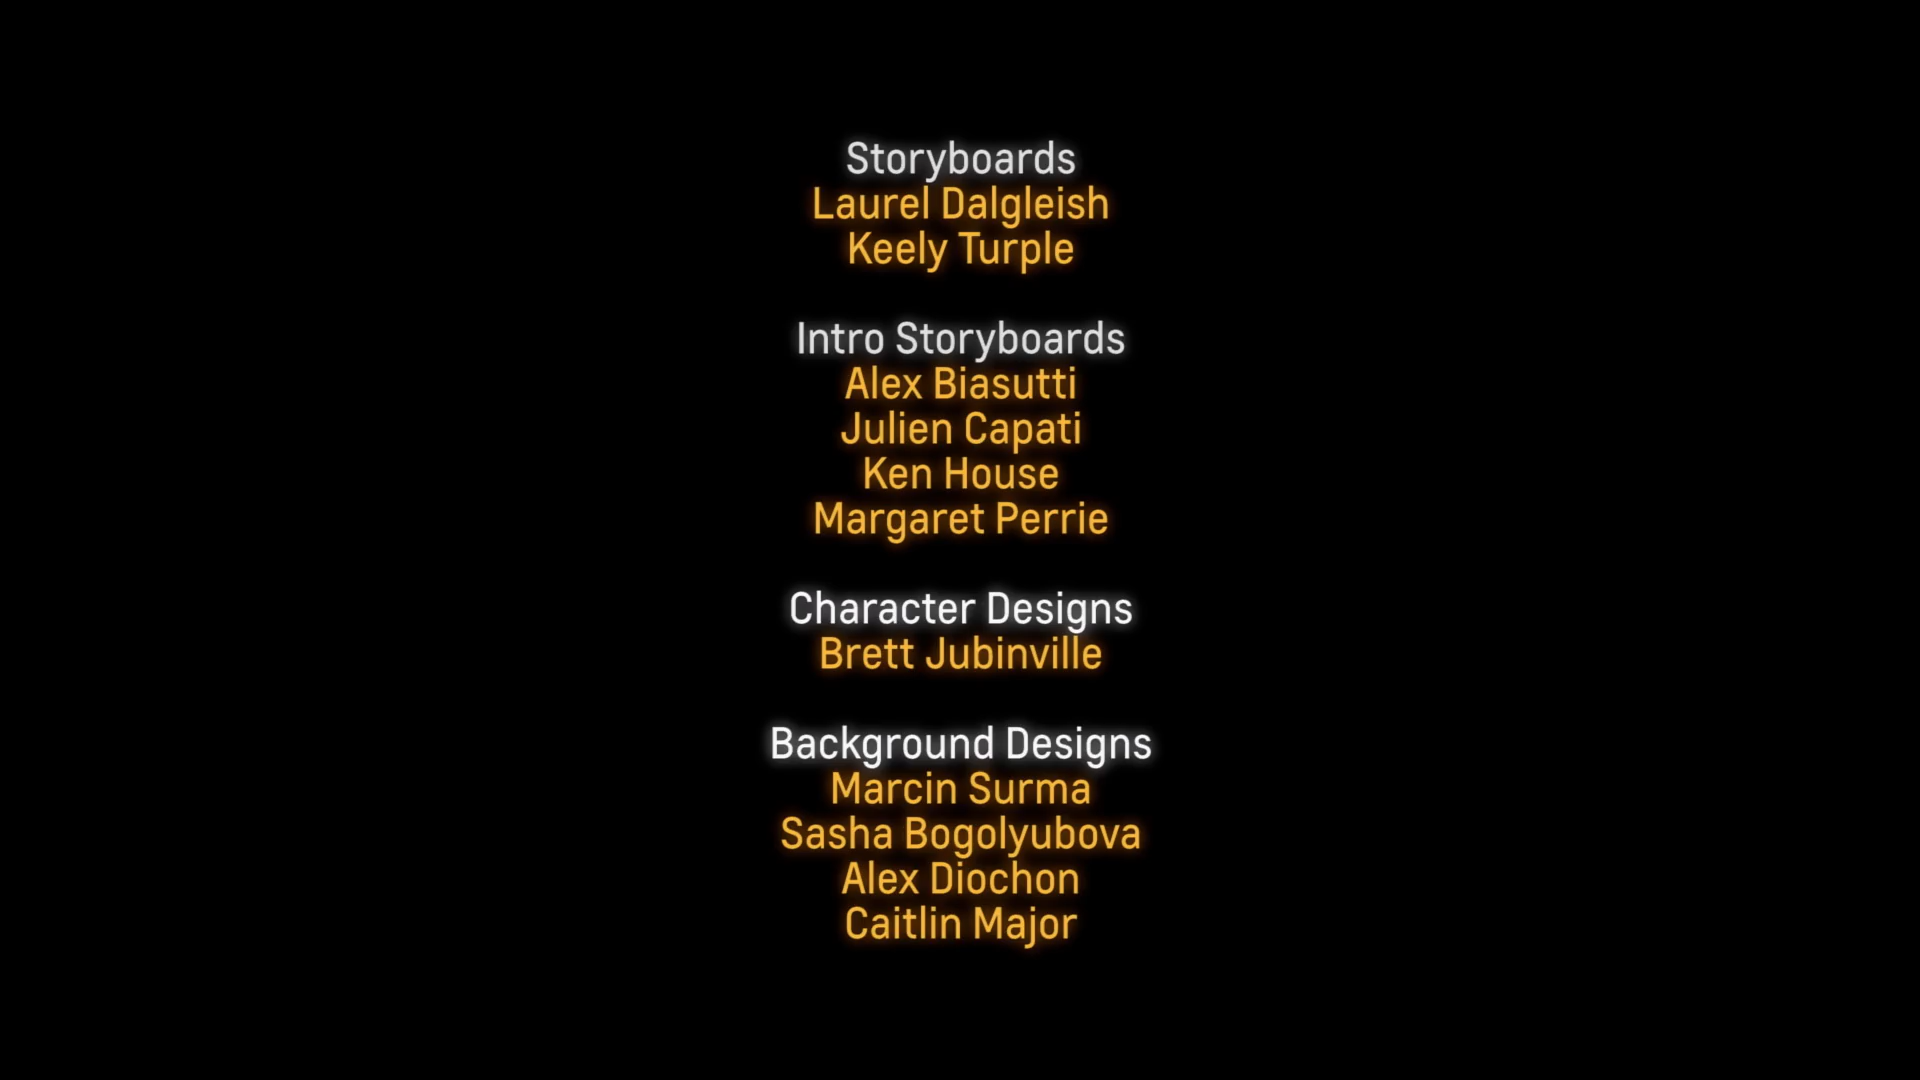 Storyboards
Laurel Dalgleish
Keely Turple
Intro Storyboards
Alex Biasutti
Julien Capati
Ken House
Margaret Perrie
Character Designs
Brett Jubinville
Background Designs
Marcin Surma
Sasha Bogolyubova
Alex Diochon
Caitlin Major